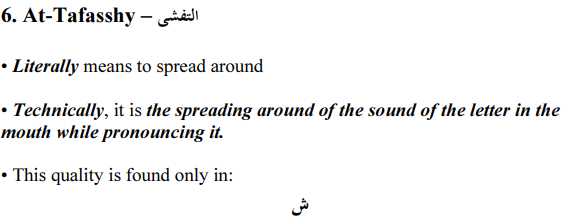 6. At-Tafasshy – التفشى
• Literally means to spread around
• Technically, it is the spreading around of the sound of the letter in the
mouth while pronouncing it.
• This quality is found only in:
ش